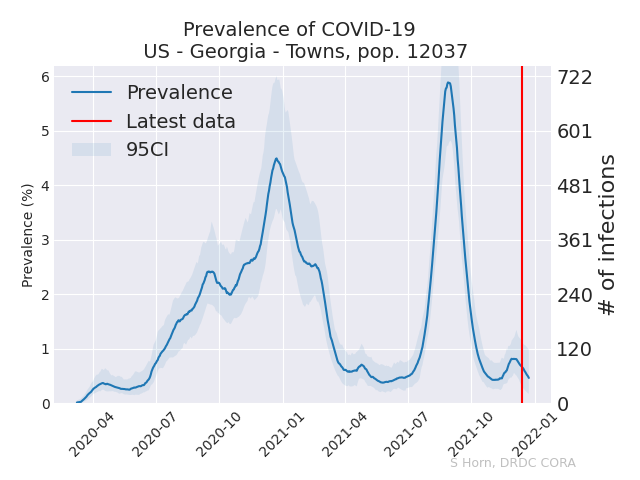 Prevalence of COVID-19
US - Georgia - Towns, pop. 12037
Prevalence
Latest data
95CI
6
5
4
3
2
1
0
Prevalence (%)
722
601
481
361
240
120
0
# of infections
2020-04
2020-07
2020-10
2021-01
2021-04
2021-07
2021-10
2022-01
S Horn, DRDC CORA